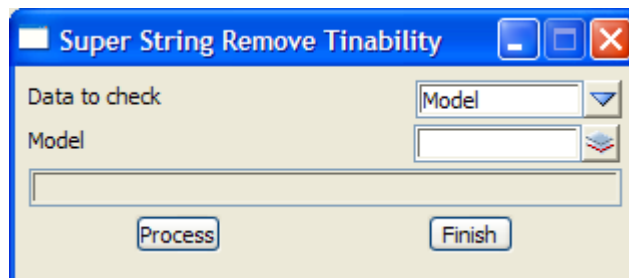 Super String Remove Tinability
Data to check Model
Model
Process Finish